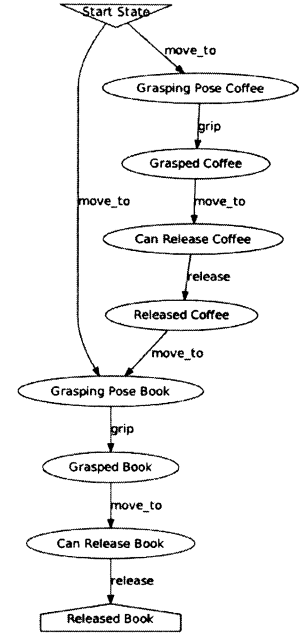 Start State
move_to
Grasping Pose Coffee
grip
Grasped Coffee
move_to
move_to
Can Release Coffee
release
Released Coffee
move_to
Grasping Pose Book
grip
Grasped Book
move_to
Can Release Book
release
Released Book